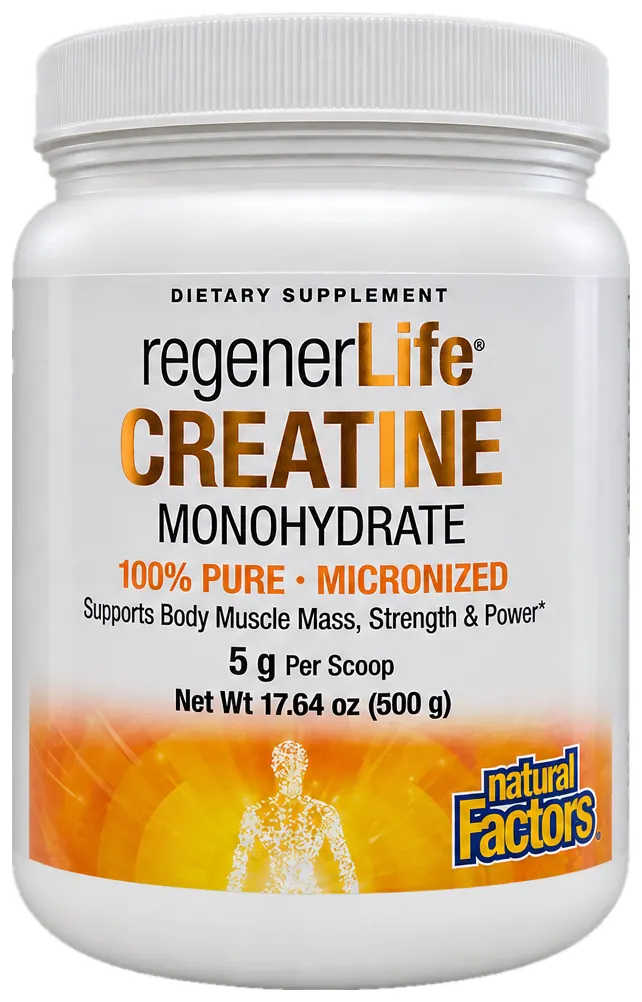 DIETARY SUPPLEMENT
regenerLife®
CREATINE
MONOHYDRATE
100% PURE • MICRONIZED
Supports Body Muscle Mass, Strength & Power*
5 g Per Scoop
Net Wt 17.64 oz (500 g)
natural
Factors®